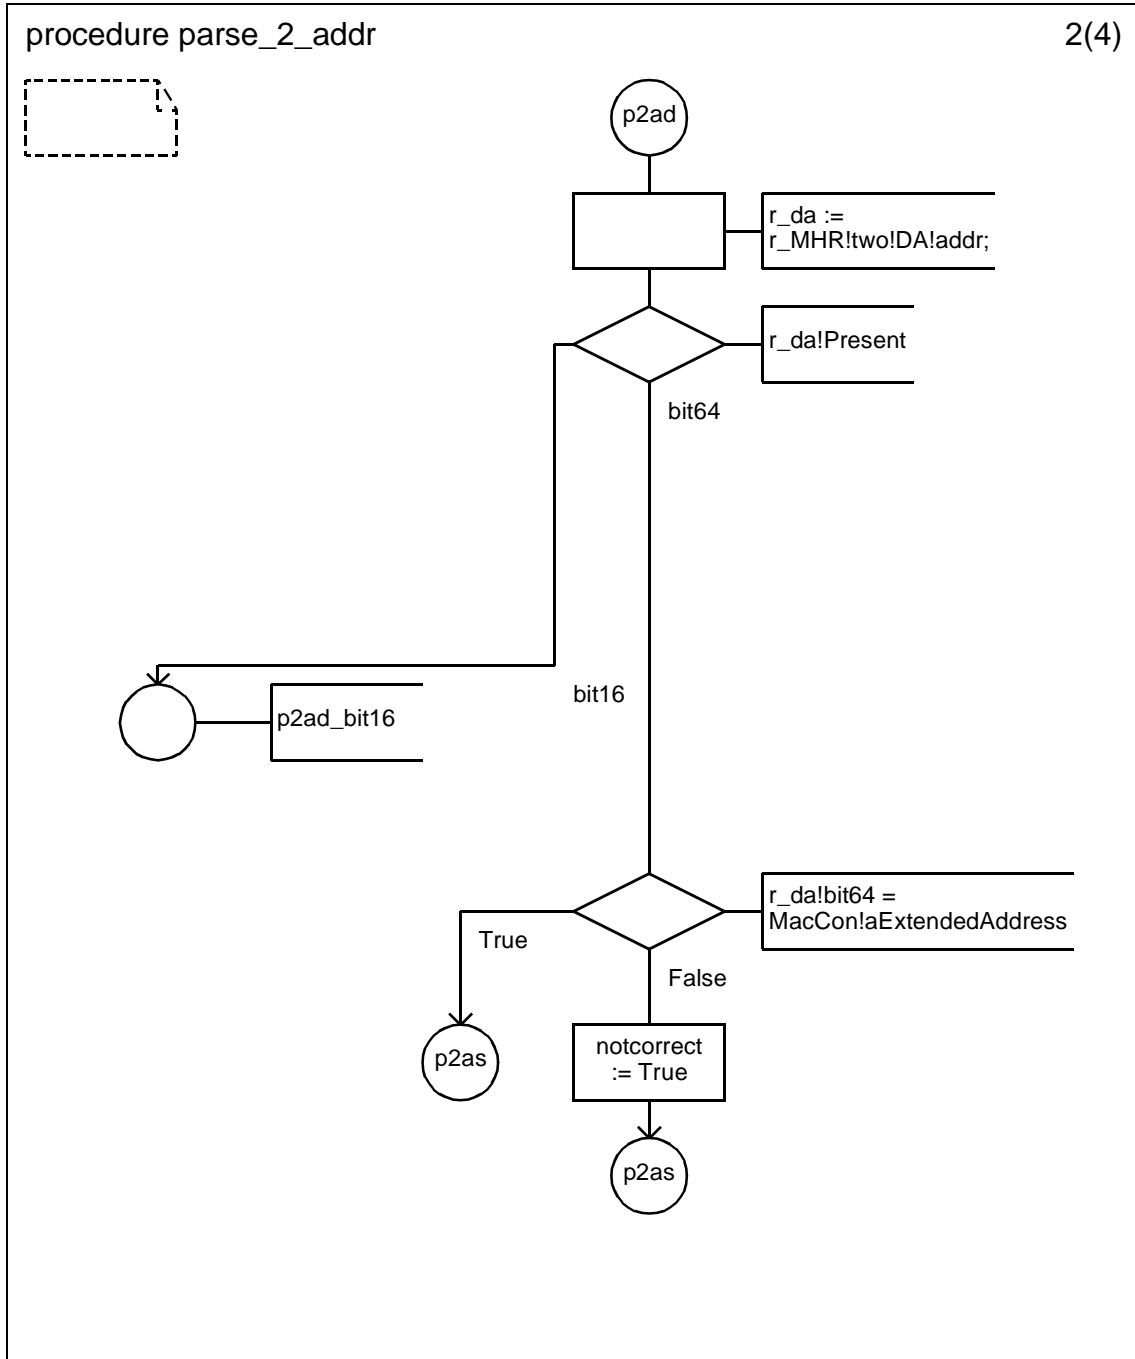 procedure parse_2_addr
2(4)
p2ad
r_da :=
r_MHR!two!DA!addr;
r_da!Present
bit64
bit16
p2ad_bit16
r_da!bit64 =
MacCon!aExtendedAddress
True
False
p2as
notcorrect
:= True
p2as